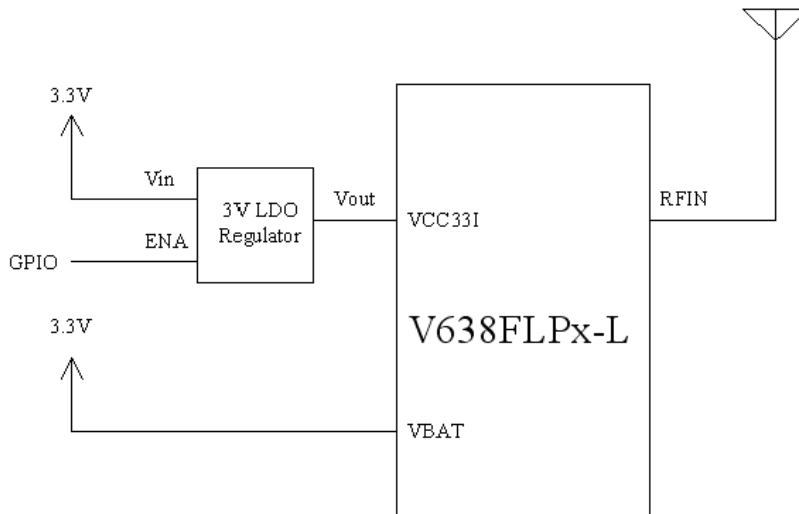 3.3V
Vin
3V LDO
Regulator
Vout
VCC33I
RFIN
ENA
GPIO
3.3V
V638FLPx-L
VBAT